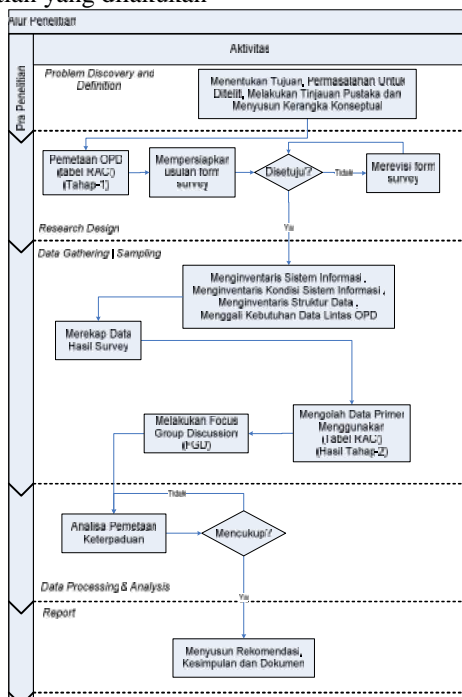 yang dilakukan
Alur Penelitian
Aktivitas
Pra Penelitian
Problem Discovery and
Definition
Menentukan Tujuan, Permasalahan Untuk
Diteliti, Melakukan Tinjauan Pustaka dan
Menyusun Kerangka Konseptual
Pemetaan OPD
(tabel RACI)
(Tahap-1)
Mempersiapkan
usulan form
survey
Disetujui?
Tidak
Merevisi form
survey
Ya
Research Design
Data Gathering | Sampling
Menginventaris Sistem Informasi,
Menginventaris Kondisi Sistem Informasi,
Menginventaris Struktur Data,
Menggali Kebutuhan Data Lintas OPD
Merekap Data
Hasil Survey
Mengolah Data Primer
Menggunakan
(Tabel RACI)
(Hasil Tahap-2)
Melakukan Focus
Group Discussion
(FGD)
Tidak
Analisa Pemetaan
Keterpaduan
Mencukupi?
Data Processing & Analysis
Ya
Report
Menyusun Rekomendasi,
Kesimpulan dan Dokumen